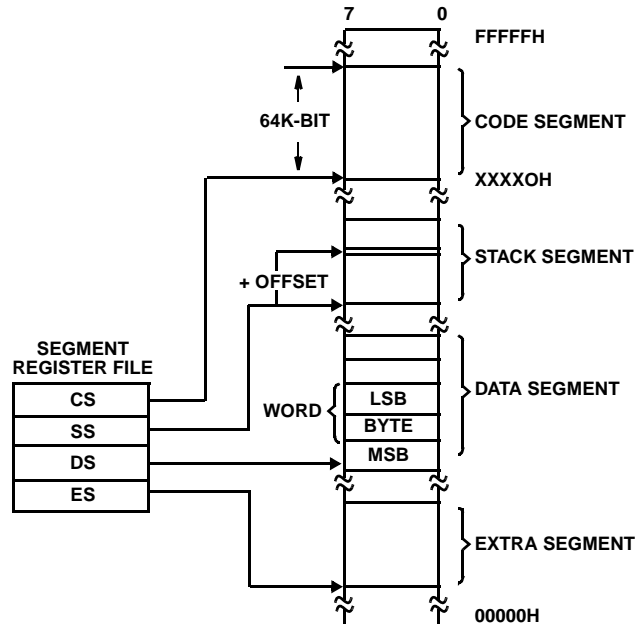 7 0
FFFFFH
64K-BIT
CODE SEGMENT
XXXXOH
STACK SEGMENT
+ OFFSET
SEGMENT
REGISTER FILE
CS
SS
DS
ES
WORD
LSB
BYTE
MSB
DATA SEGMENT
EXTRA SEGMENT
00000H